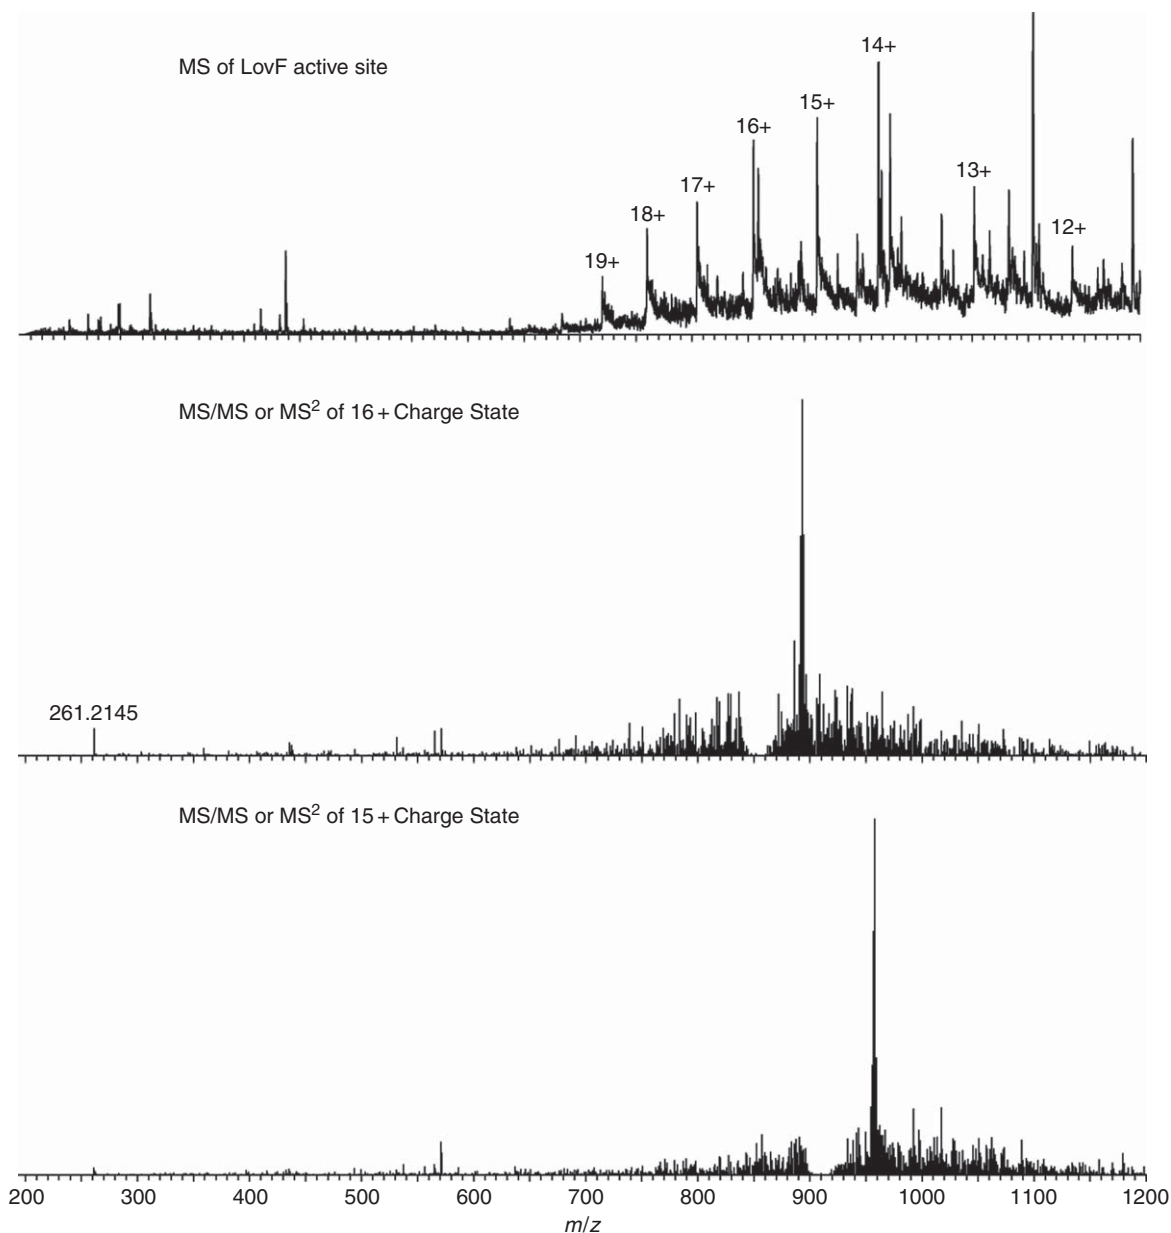 MS of LovF active site
19+ 18+ 17+ 16+ 15+ 14+ 13+ 12+
MS/MS or MS² of 16 + Charge State
261.2145
MS/MS or MS² of 15 + Charge State
200 300 400 500 600 700 800 900 1000 1100 1200
m/z